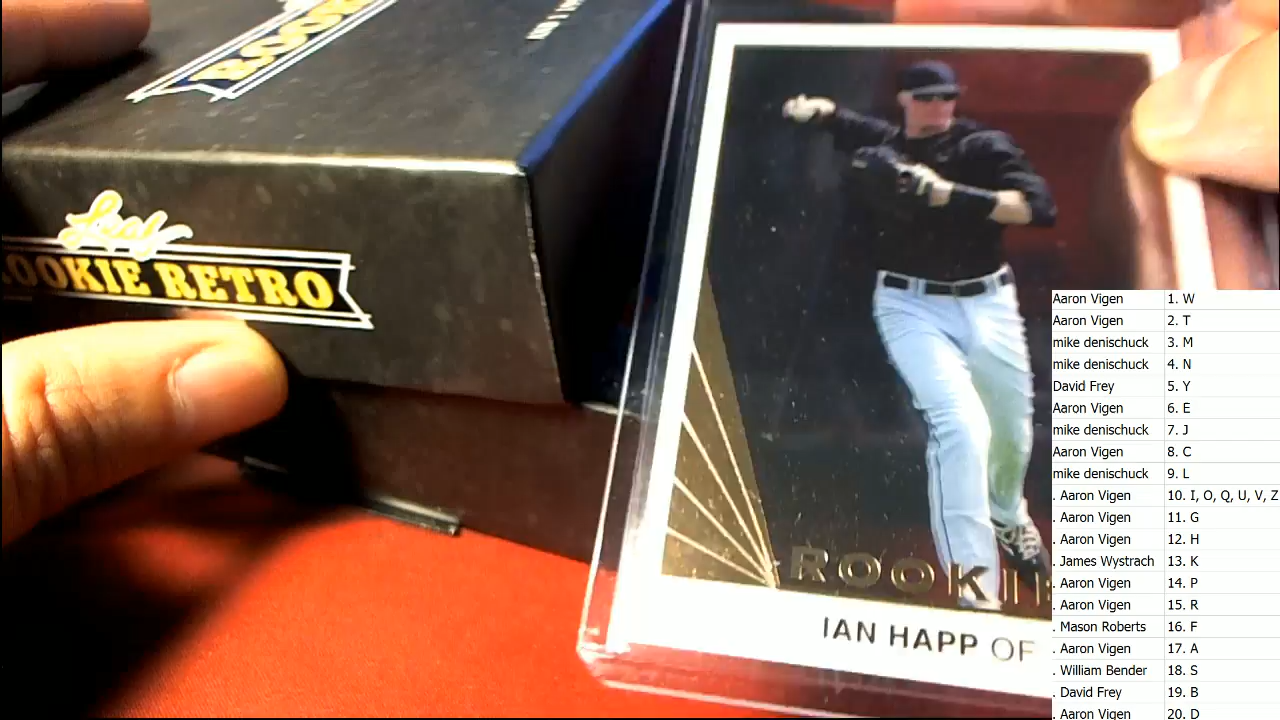 Leaf
ROOKIE RETRO
IAN HAPP OF
Aaron Vigen 1. W
Aaron Vigen 2. T
mike denischuck 3. M
mike denischuck 4. N
David Frey 5. Y
Aaron Vigen 6. E
mike denischuck 7. J
Aaron Vigen 8. C
mike denischuck 9. L
. Aaron Vigen 10. I, O, Q, U, V, Z
. Aaron Vigen 11. G
. Aaron Vigen 12. H
. James Wystrach 13. K
. Aaron Vigen 14. P
. Aaron Vigen 15. R
. Mason Roberts 16. F
. Aaron Vigen 17. A
. William Bender 18. S
. David Frey 19. B
. Aaron Vigen 20. D